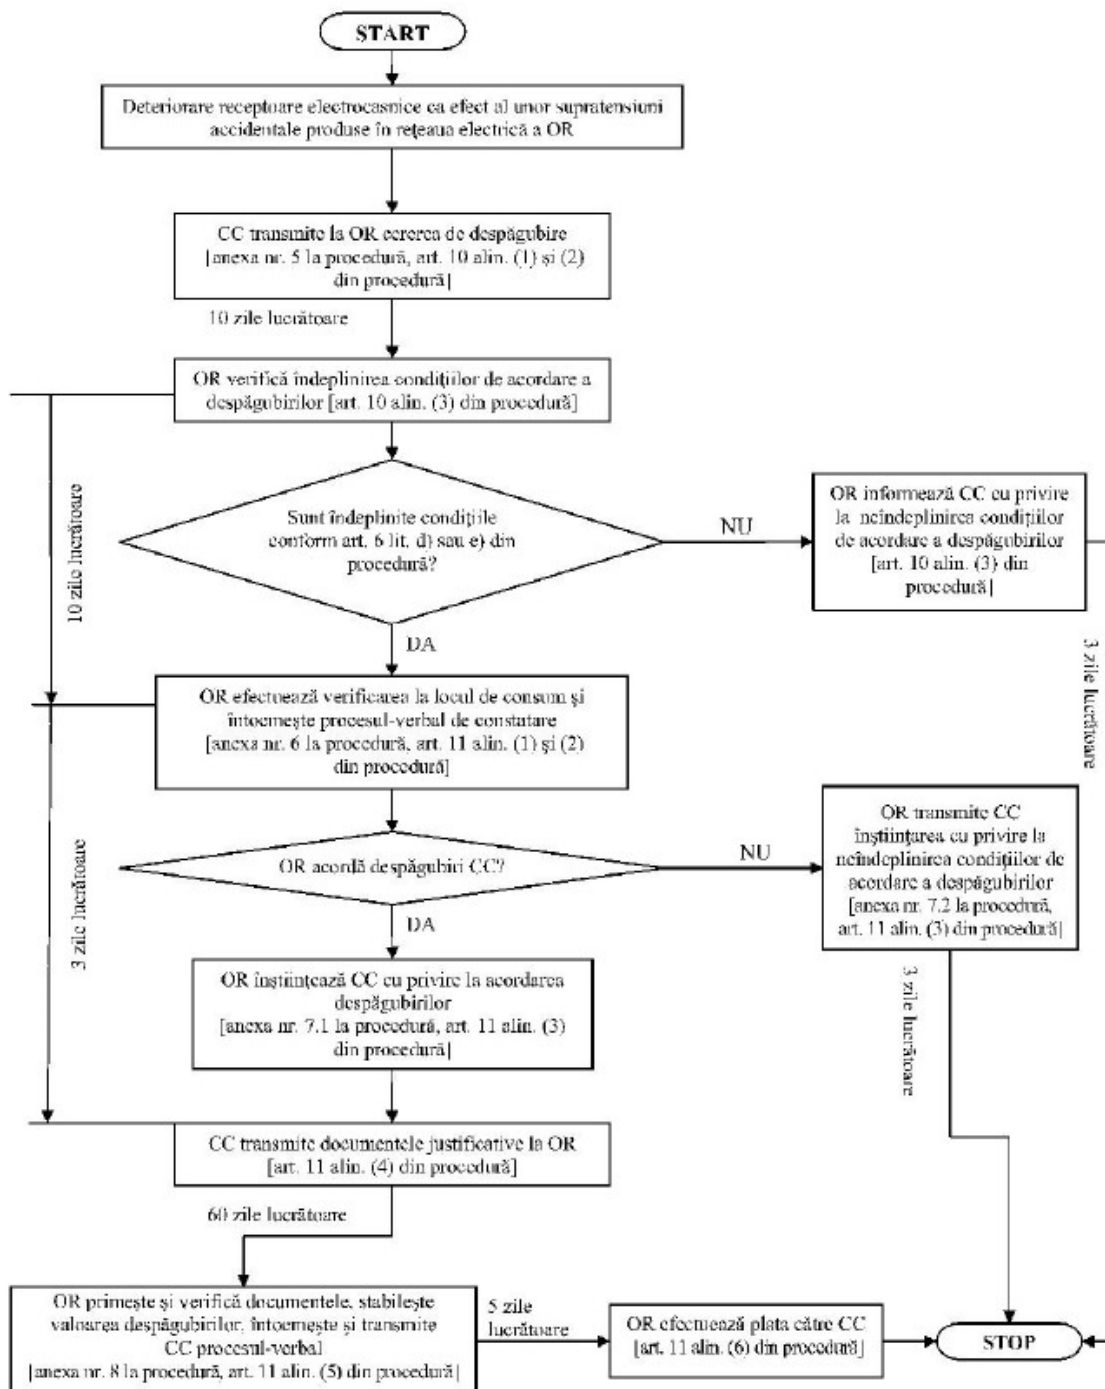 START
Deteriorare receptoare electrocasnice ca efect al unor supratensiuni
accidentale produse în rețeaua electrică a OR
CC transmite la OR cererea de despăgubire
[anexa nr. 5 la procedură, art. 10 alin. (1) și (2)
din procedură]
10 zile lucrătoare
OR verifică îndeplinirea condițiilor de acordare a
despăgubirilor [art. 10 alin. (3) din procedură]
10 zile lucrătoare
Sunt îndeplinite condițiile
conform art. 6 lit. d) sau e) din
procedură?
NU
OR informează CC cu privire
la neîndeplinirea condițiilor
de acordare a despăgubirilor
[art. 10 alin. (3) din
procedură]
3 zile lucrătoare
DA
OR efectuează verificarea la locul de consum și
întocmește procesul-verbal de constatare
[anexa nr. 6 la procedură, art. 11 alin. (1) și (2)
din procedură]
3 zile lucrătoare
OR acordă despăgubiri CC?
NU
OR transmite CC
înștiințarea cu privire la
neîndeplinirea condițiilor de
acordare a despăgubirilor
[anexa nr. 7.2 la procedură,
art. 11 alin. (3) din procedură]
3 zile lucrătoare
DA
OR înștiințează CC cu privire la acordarea
despăgubirilor
[anexa nr. 7.1 la procedură, art. 11 alin. (3)
din procedură]
CC transmite documentele justificative la OR
[art. 11 alin. (4) din procedură]
60 zile lucrătoare
OR primește și verifică documentele, stabilește
valoarea despăgubirilor, întocmește și transmite
CC procesul-verbal
[anexa nr. 8 la procedură, art. 11 alin. (5) din procedură]
5 zile
lucrătoare
OR efectuează plata către CC
[art. 11 alin. (6) din procedură]
STOP